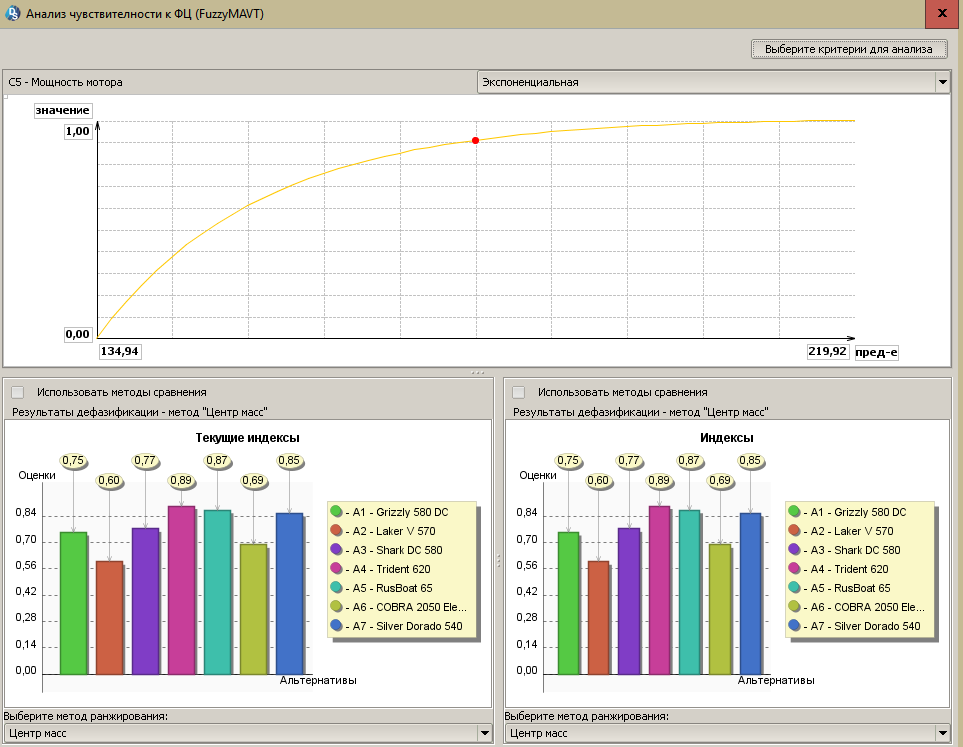 Анализ чувствителности к ФЦ (FuzzyMAVT)
x
Выберите критерии для анализа
C5 - Мощность мотора
Экспоненциальная
значение
1,00
0,00
134,94
219,92
пред-е
Использовать методы сравнения
Результаты дефазификации - метод "Центр масс"
Текущие индексы
0,75
0,77
0,87
0,85
0,60
0,89
0,69
Оценки
0,84
0,70
0,56
0,42
0,28
0,14
0,00
- A1 - Grizzly 580 DC
- A2 - Laker V 570
- A3 - Shark DC 580
- A4 - Trident 620
- A5 - RusBoat 65
- A6 - COBRA 2050 Ele...
- A7 - Silver Dorado 540
Альтернативы
Выберите метод ранжирования:
Центр масс
Использовать методы сравнения
Результаты дефазификации - метод "Центр масс"
Индексы
0,75
0,77
0,87
0,85
0,60
0,89
0,69
Оценки
0,84
0,70
0,56
0,42
0,28
0,14
0,00
- A1 - Grizzly 580 DC
- A2 - Laker V 570
- A3 - Shark DC 580
- A4 - Trident 620
- A5 - RusBoat 65
- A6 - COBRA 2050 Ele...
- A7 - Silver Dorado 540
Альтернативы
Выберите метод ранжирования:
Центр масс